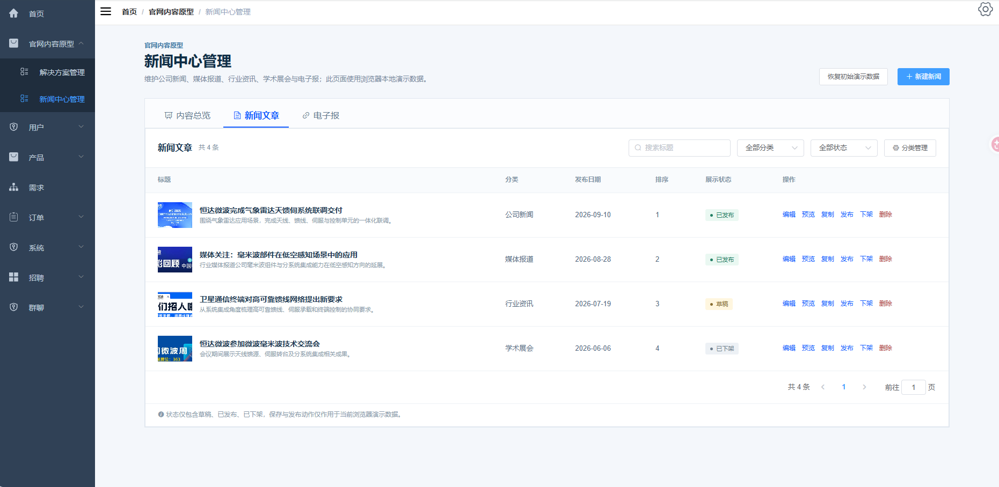 首页
官网内容原型
解决方案管理
新闻中心管理
用户
产品
需求
订单
系统
招聘
群聊
首页 / 官网内容原型 / 新闻中心管理
官网内容原型
新闻中心管理
维护公司新闻、媒体报道、行业资讯、学术展会与电子报；此页面使用浏览器本地演示数据。
恢复初始演示数据
新建新闻
内容总览 新闻文章 电子报
新闻文章 共 4 条
搜索标题 全部分类 全部状态 分类管理
标题 分类 发布日期 排序 展示状态 操作
恒达微波完成气象雷达天馈伺系统联调交付
围绕气象雷达应用场景，完成天线、馈线、伺服与控制单元的一体化联调。
公司新闻 2026-09-10 1 已发布 编辑 预览 复制 发布 下架 删除
彩回顾 中国
媒体关注：毫米波部件在低空感知场景中的应用
行业媒体报道公司毫米波组件与分系统集成能力在低空感知方向的延展。
媒体报道 2026-08-28 2 已发布 编辑 预览 复制 发布 下架 删除
们招人
卫星通信终端对高可靠馈线网络提出新要求
从系统集成角度梳理高可靠馈线、伺服承载和终端控制的协同要求。
行业资讯 2026-07-19 3 草稿 编辑 预览 复制 发布 下架 删除
微波周
展位：363
恒达微波参加微波毫米波技术交流会
会议期间展示天线馈源、伺服转台及分系统集成相关成果。
学术展会 2026-06-06 4 已下架 编辑 预览 复制 发布 下架 删除
共 4 条 1 前往 1 页
状态仅包含草稿、已发布、已下架，保存与发布动作仅作用于当前浏览器演示数据。